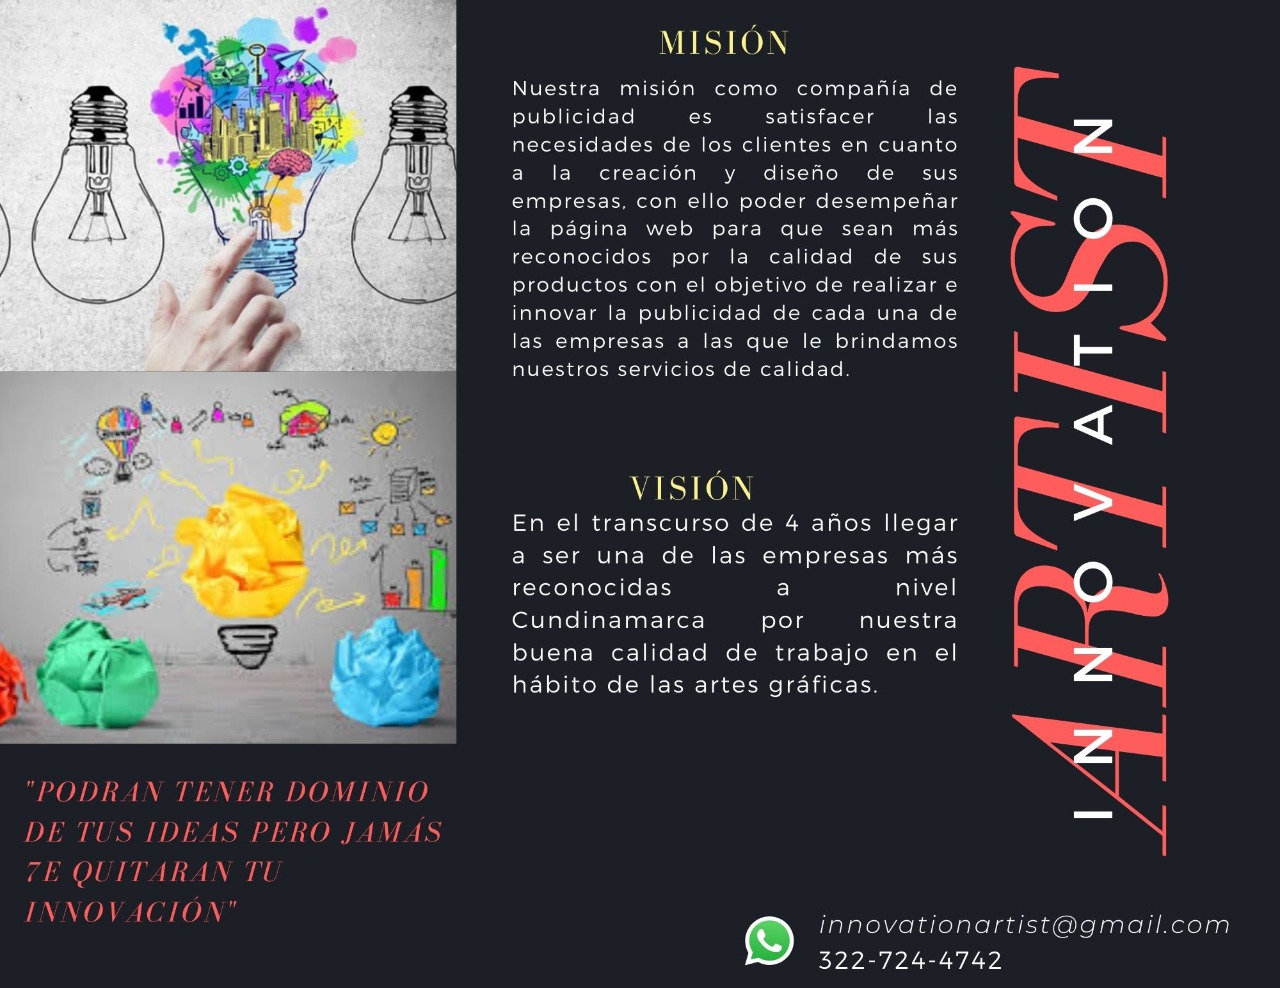 MISIÓN
Nuestra misión como compañía de
publicidad es satisfacer las
necesidades de los clientes en cuanto
a la creación y diseño de sus
empresas, con ello poder desempeñar
la página web para que sean más
reconocidos por la calidad de sus
productos con el objetivo de realizar e
innovar la publicidad de cada una de
las empresas a las que le brindamos
nuestros servicios de calidad.
VISIÓN
En el transcurso de 4 años llegar
a ser una de las empresas más
reconocidas a nivel
Cundinamarca por nuestra
buena calidad de trabajo en el
hábito de las artes gráficas.
"PODRAN TENER DOMINIO
DE TUS IDEAS PERO JAMÁS
7E QUITARAN TU
INNOVACIÓN"
ARTIST
INNOVATION
innovationartist@gmail.com
322-724-4742